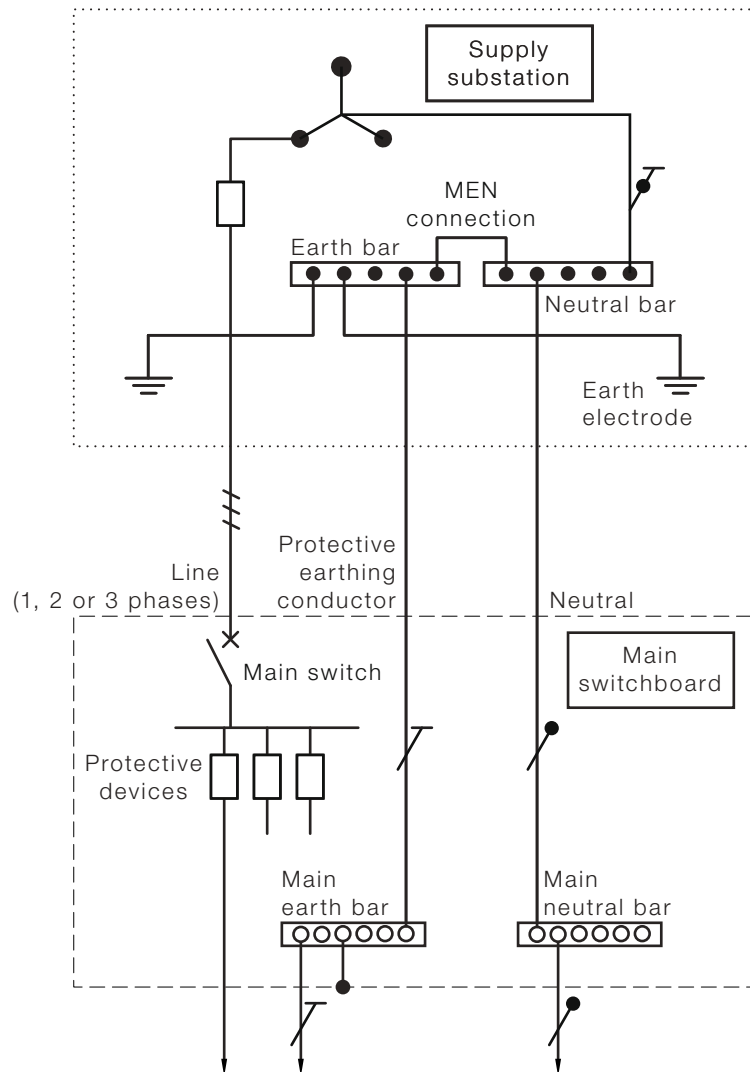 Supply
substation
MEN
connection
Earth bar
Neutral bar
Earth
electrode
Line
(1, 2 or 3 phases)
Protective
earthing
conductor
Neutral
Main
switchboard
Main switch
Protective
devices
Main
earth bar
Main
neutral bar